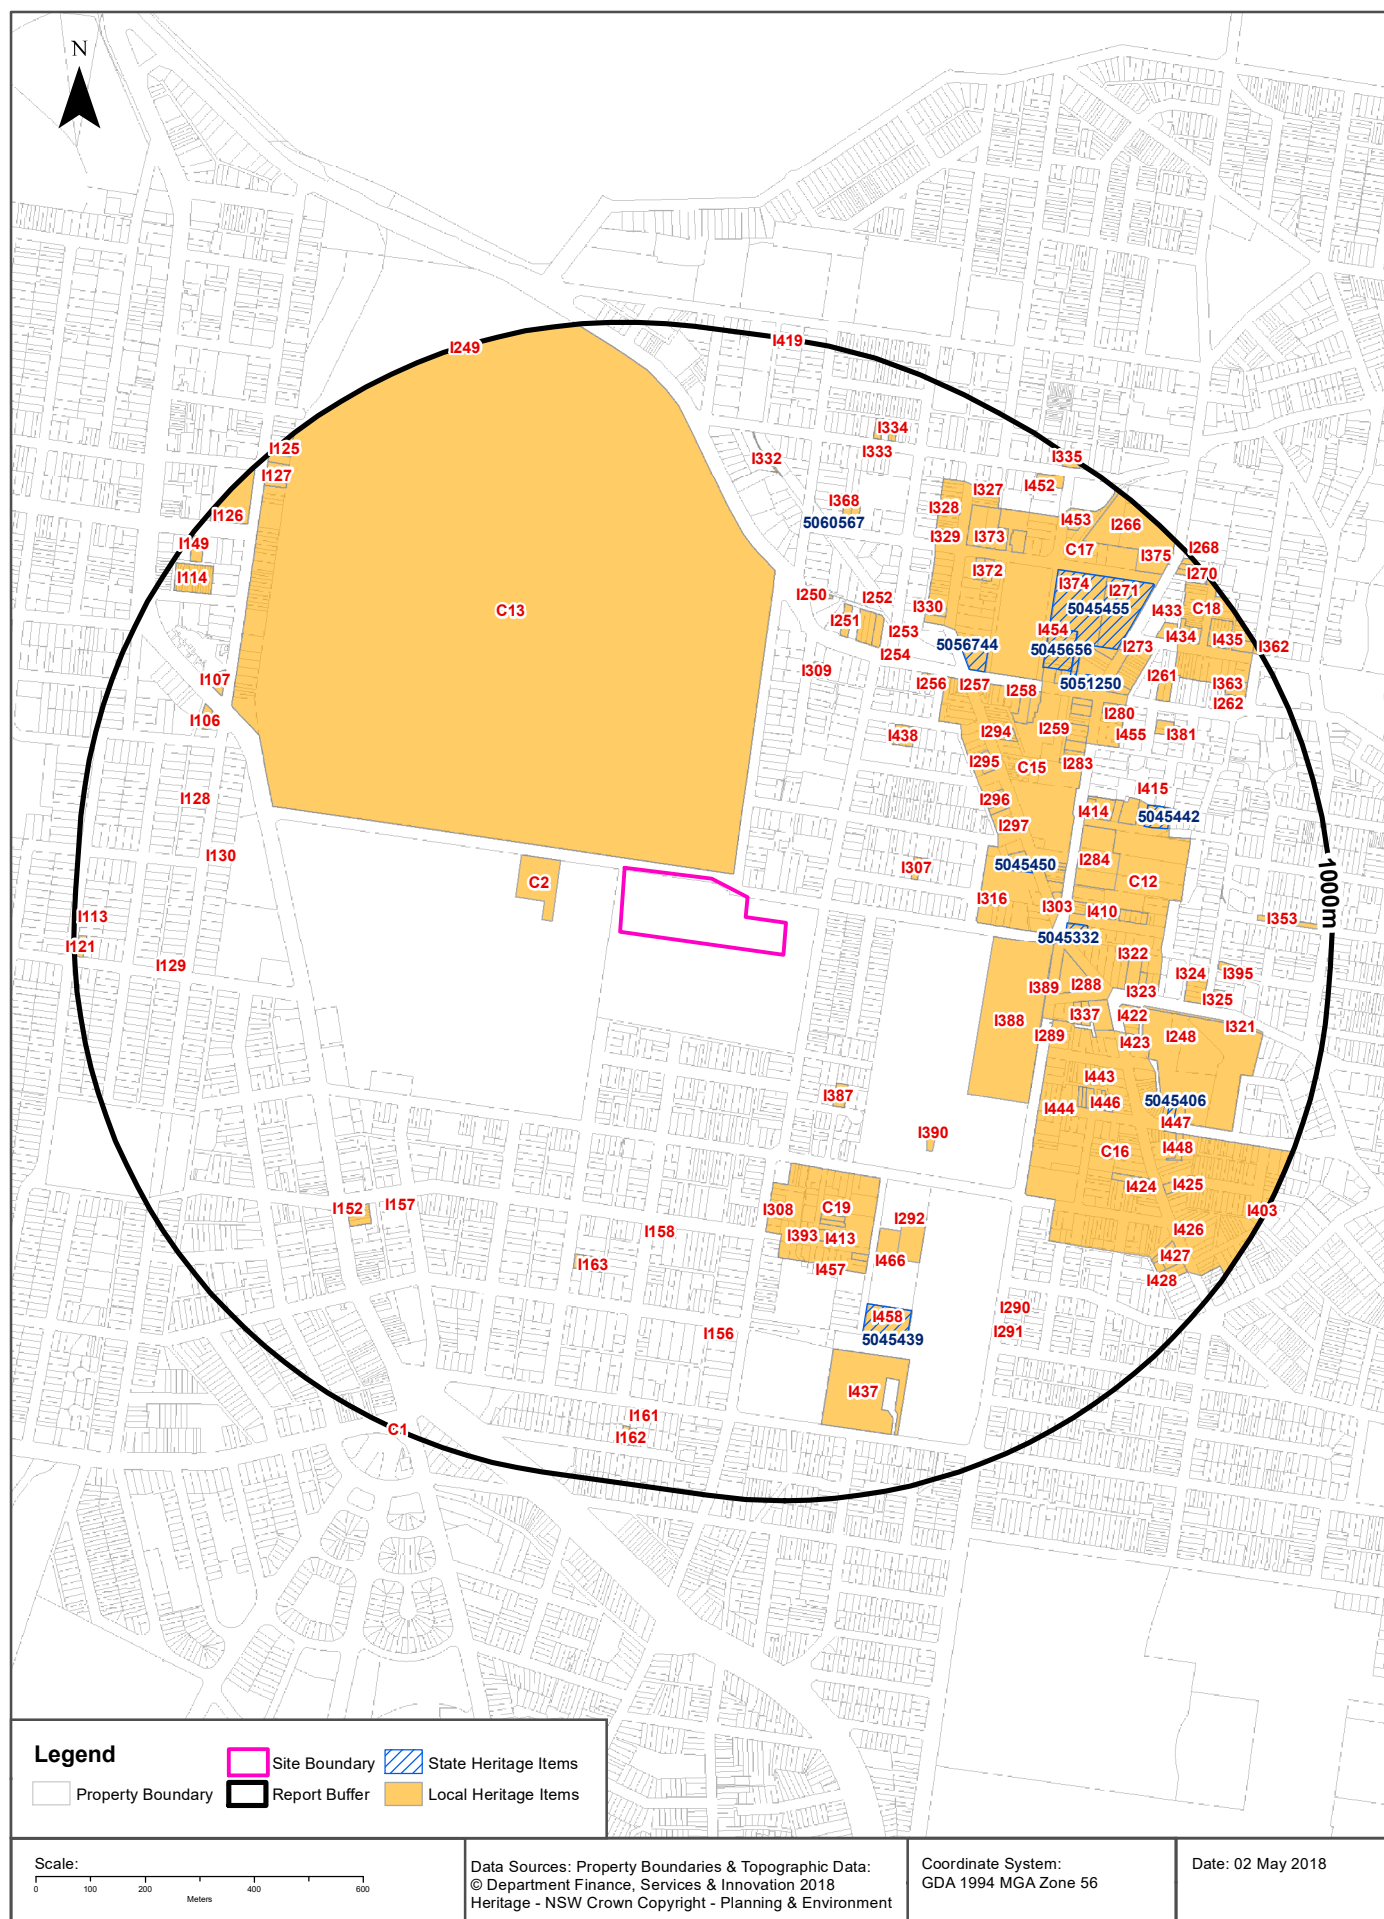 N
I249
I419
I334
I333
I332
I335
I125
I127
I126
I149
I114
I327
I452
I368
I328
5060567
I453
I266
I329
I373
C17
I375
I268
I372
I270
I374
I271
C13
I250
I252
I330
5045455
I433
C18
I251
I253
I454
I434
I435
I362
5056744
5045656
I273
I254
I107
I309
I256
I257
I258
5051250
I261
I363
I262
I106
I438
I294
I259
I280
I455
I381
I295
C15
I283
I128
I296
I415
I414
5045442
I297
I130
I307
5045450
I284
C2
C12
1000m
I316
I303
I410
I113
I353
I121
5045332
I129
I322
I389
I288
I324
I395
I323
I325
I388
I337
I422
I321
I289
I423
I248
I443
I387
I444
I446
5045406
I447
I390
C16
I448
I424
I425
I152
I157
I308
C19
I292
I403
I158
I393
I413
I426
I163
I457
I466
I427
I428
I156
I458
5045439
I290
I291
I437
I161
C1
I162
Legend
Site Boundary
State Heritage Items
Property Boundary
Report Buffer
Local Heritage Items
Scale:
0 100 200 400 600
Meters
Data Sources: Property Boundaries & Topographic Data:
© Department Finance, Services & Innovation 2018
Heritage - NSW Crown Copyright - Planning & Environment
Coordinate System:
GDA 1994 MGA Zone 56
Date: 02 May 2018